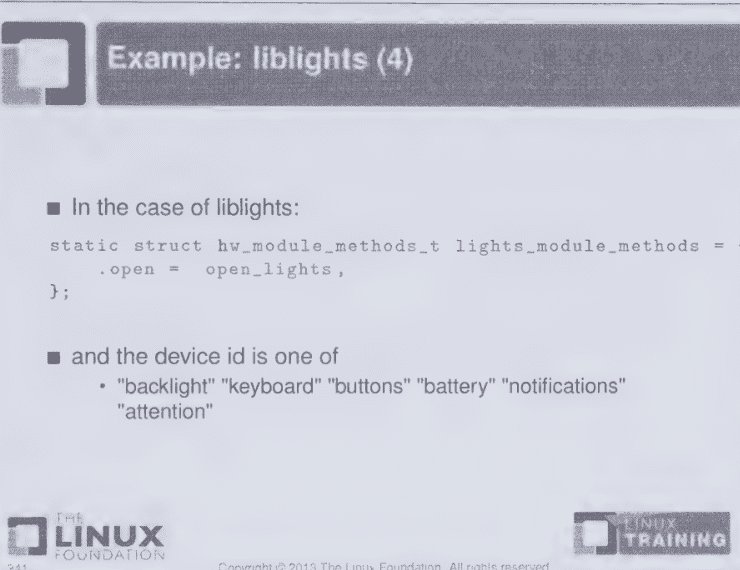 Example: liblights (4)
In the case of liblights:
static struct hw_module_methods_t lights_module_methods =
.open = open_lights,
};
and the device id is one of
"backlight" "keyboard" "buttons" "battery" "notifications"
"attention"
THE
LINUX
FOUNDATION
LINUX
TRAINING
341
Copyright © 2013 The Linux Foundation. All rights reserved